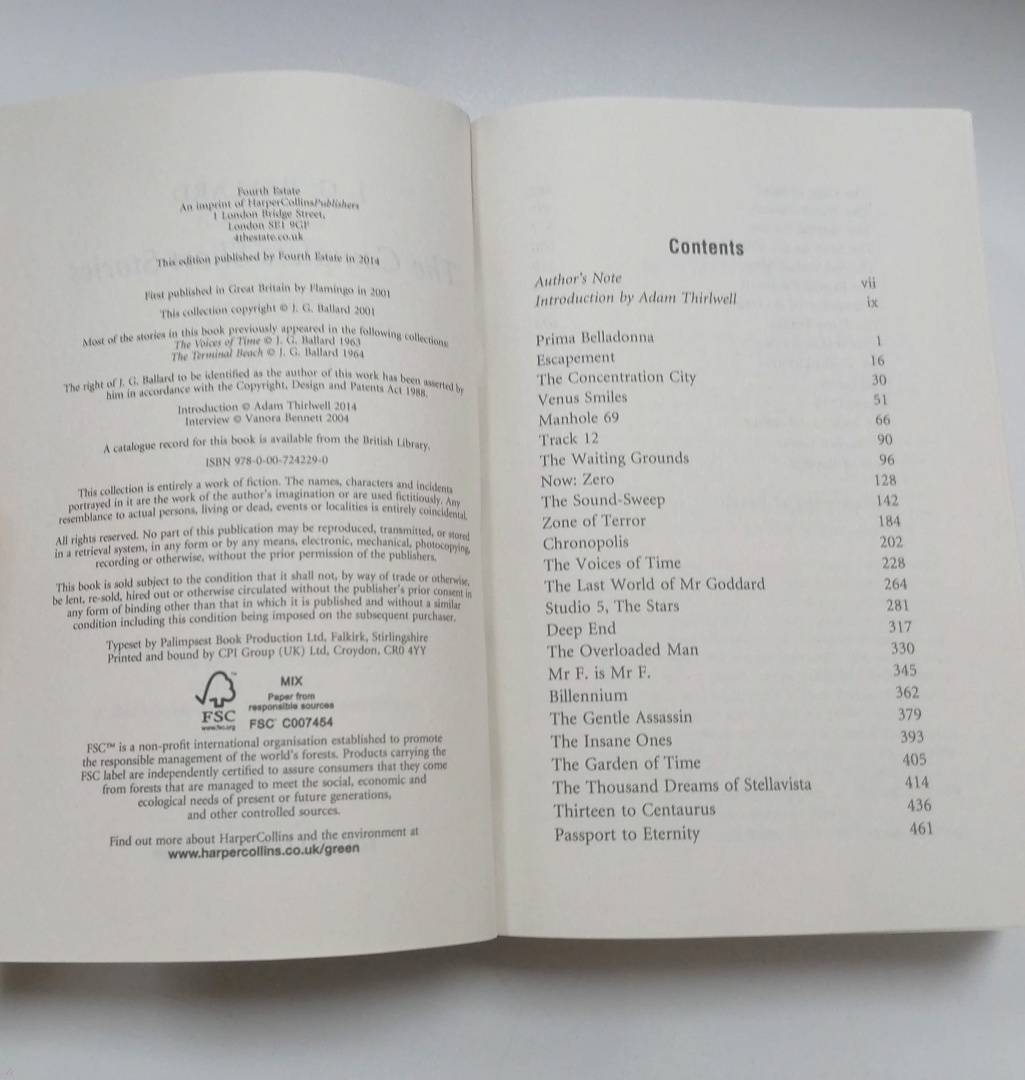 Fourth Estate
An imprint of HarperCollinsPublishers
1 London Bridge Street,
London SE1 9GF
4thestate.co.uk
This edition published by Fourth Estate in 2014
First published in Great Britain by Flamingo in 2001
This collection copyright © J. G. Ballard 2001
Most of the stories in this book previously appeared in the following collections:
The Voices of Time © J. G. Ballard 1963
The Terminal Beach © J. G. Ballard 1964
The right of J. G. Ballard to be identified as the author of this work has been asserted by
him in accordance with the Copyright, Design and Patents Act 1988.
Introduction © Adam Thirlwell 2014
Interview © Vanora Bennett 2004
A catalogue record for this book is available from the British Library.
ISBN 978-0-00-724229-0
This collection is entirely a work of fiction. The names, characters and incidents
portrayed in it are the work of the author's imagination or are used fictitiously. Any
resemblance to actual persons, living or dead, events or localities is entirely coincidental.
All rights reserved. No part of this publication may be reproduced, transmitted, or stored
in a retrieval system, in any form or by any means, electronic, mechanical, photocopying,
recording or otherwise, without the prior permission of the publishers.
This book is sold subject to the condition that it shall not, by way of trade or otherwise,
be lent, re-sold, hired out or otherwise circulated without the publisher's prior consent in
any form of binding other than that in which it is published and without a similar
condition including this condition being imposed on the subsequent purchaser.
Typeset by Palimpsest Book Production Ltd, Falkirk, Stirlingshire
Printed and bound by CPI Group (UK) Ltd, Croydon, CR0 4YY
FSC
www.fsc.org
MIX
Paper from
responsible sources
FSC® C007454
FSC™ is a non-profit international organisation established to promote
the responsible management of the world's forests. Products carrying the
FSC label are independently certified to assure consumers that they come
from forests that are managed to meet the social, economic and
ecological needs of present or future generations,
and other controlled sources.
Find out more about HarperCollins and the environment at
www.harpercollins.co.uk/green
Contents
Author's Note vii
Introduction by Adam Thirlwell ix
Prima Belladonna 1
Escapement 16
The Concentration City 30
Venus Smiles 51
Manhole 69 66
Track 12 90
The Waiting Grounds 96
Now: Zero 128
The Sound-Sweep 142
Zone of Terror 184
Chronopolis 202
The Voices of Time 228
The Last World of Mr Goddard 264
Studio 5, The Stars 281
Deep End 317
The Overloaded Man 330
Mr F. is Mr F. 345
Billennium 362
The Gentle Assassin 379
The Insane Ones 393
The Garden of Time 405
The Thousand Dreams of Stellavista 414
Thirteen to Centaurus 436
Passport to Eternity 461